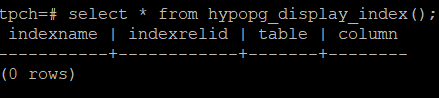 tpch=# select * from hypopg_display_index();
 indexname | indexrelid | table | column
-----------+------------+-------+--------
(0 rows)